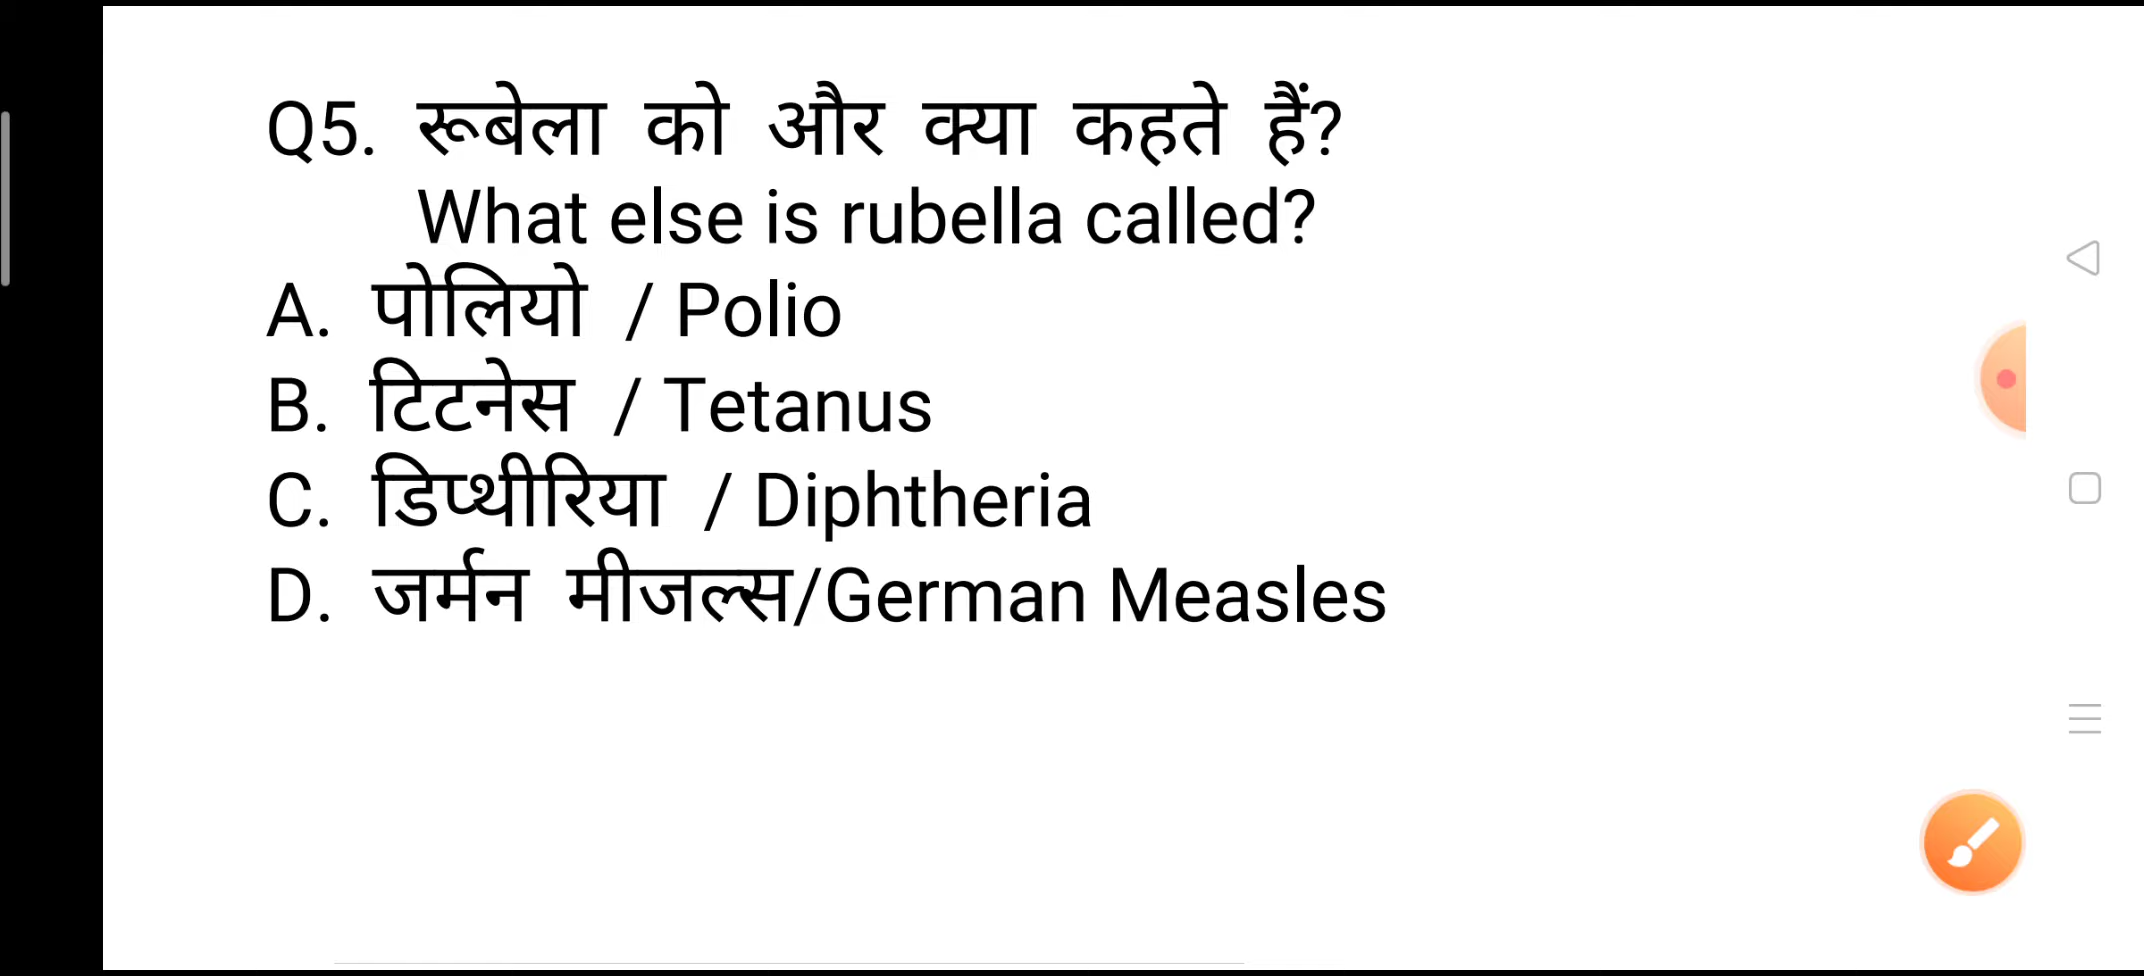 Q5. रूबेला को और क्या कहते हैं?
What else is rubella called?
A. पोलियो / Polio
B. टिटनेस / Tetanus
C. डिप्थीरिया / Diphtheria
D. जर्मन मीजल्स/German Measles